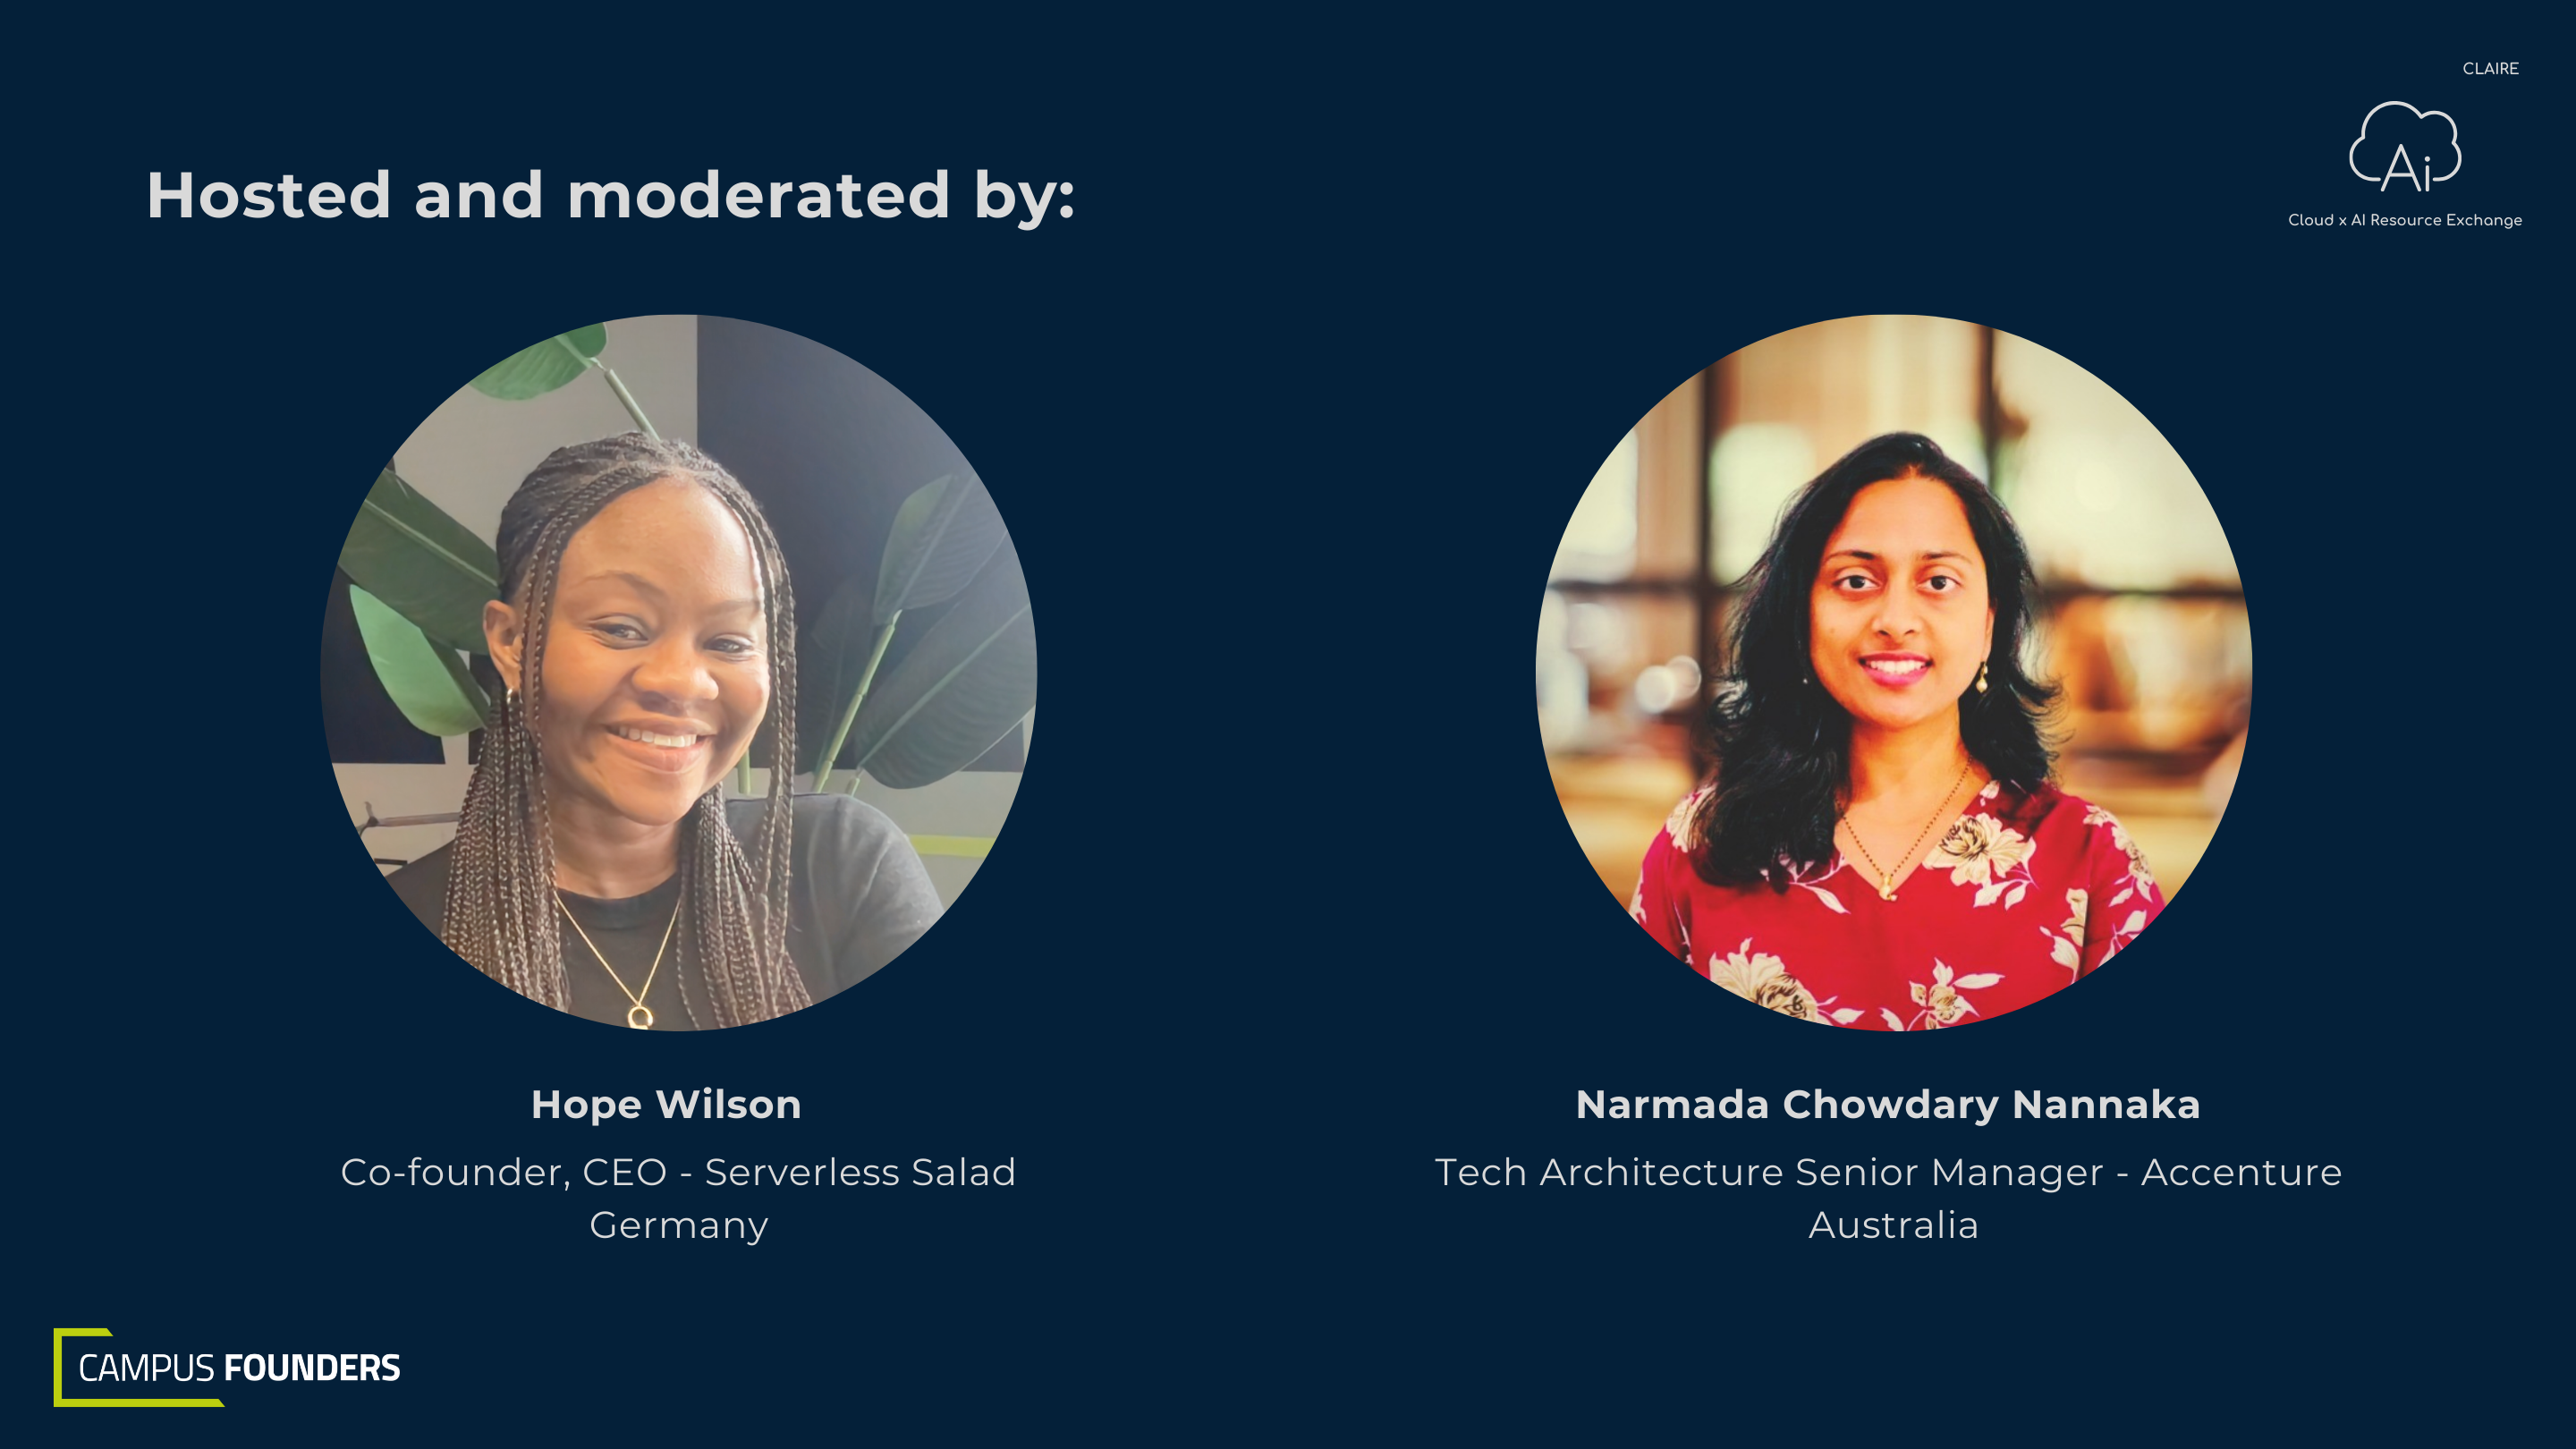 CLAIRE
Ai
Cloud x AI Resource Exchange
Hosted and moderated by:
Hope Wilson
Co-founder, CEO - Serverless Salad
Germany
Narmada Chowdary Nannaka
Tech Architecture Senior Manager - Accenture
Australia
CAMPUS FOUNDERS